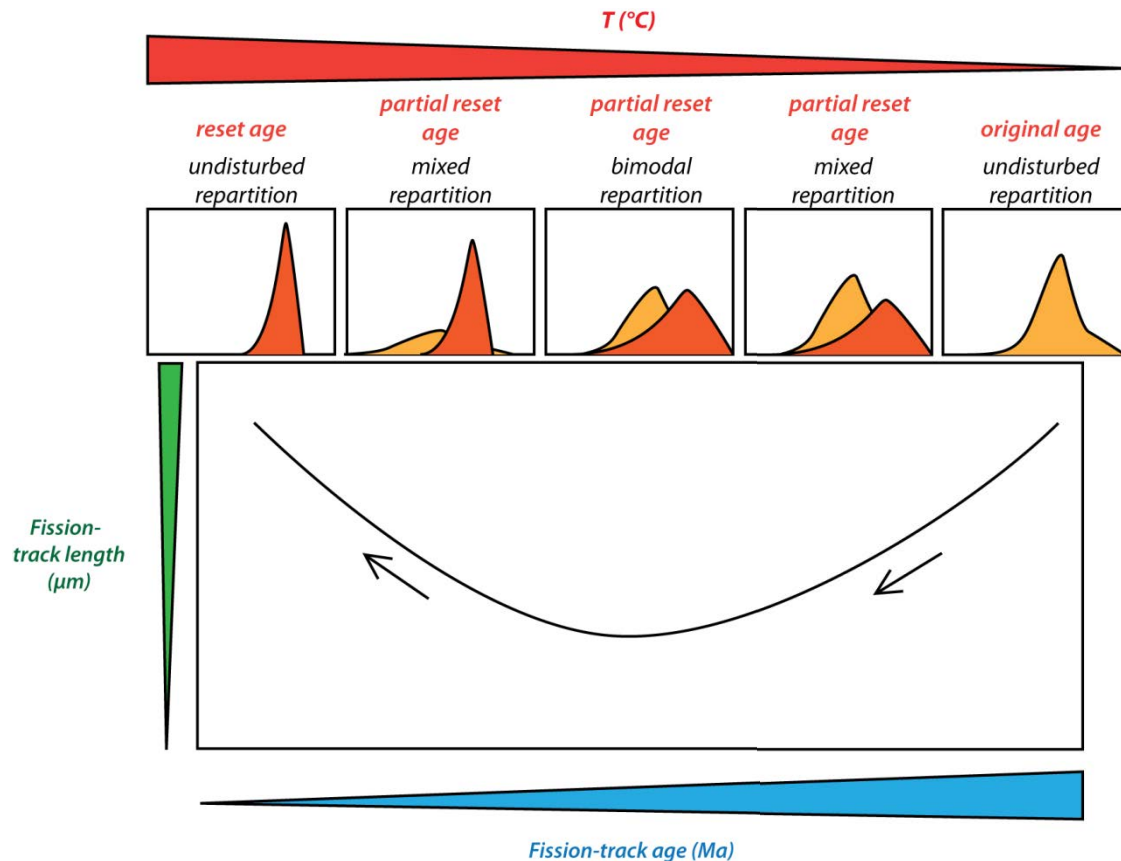 T (°C)
reset age
undisturbed
repartition
partial reset
age
mixed
repartition
partial reset
age
bimodal
repartition
partial reset
age
mixed
repartition
original age
undisturbed
repartition
Fission-
track length
(μm)
Fission-track age (Ma)